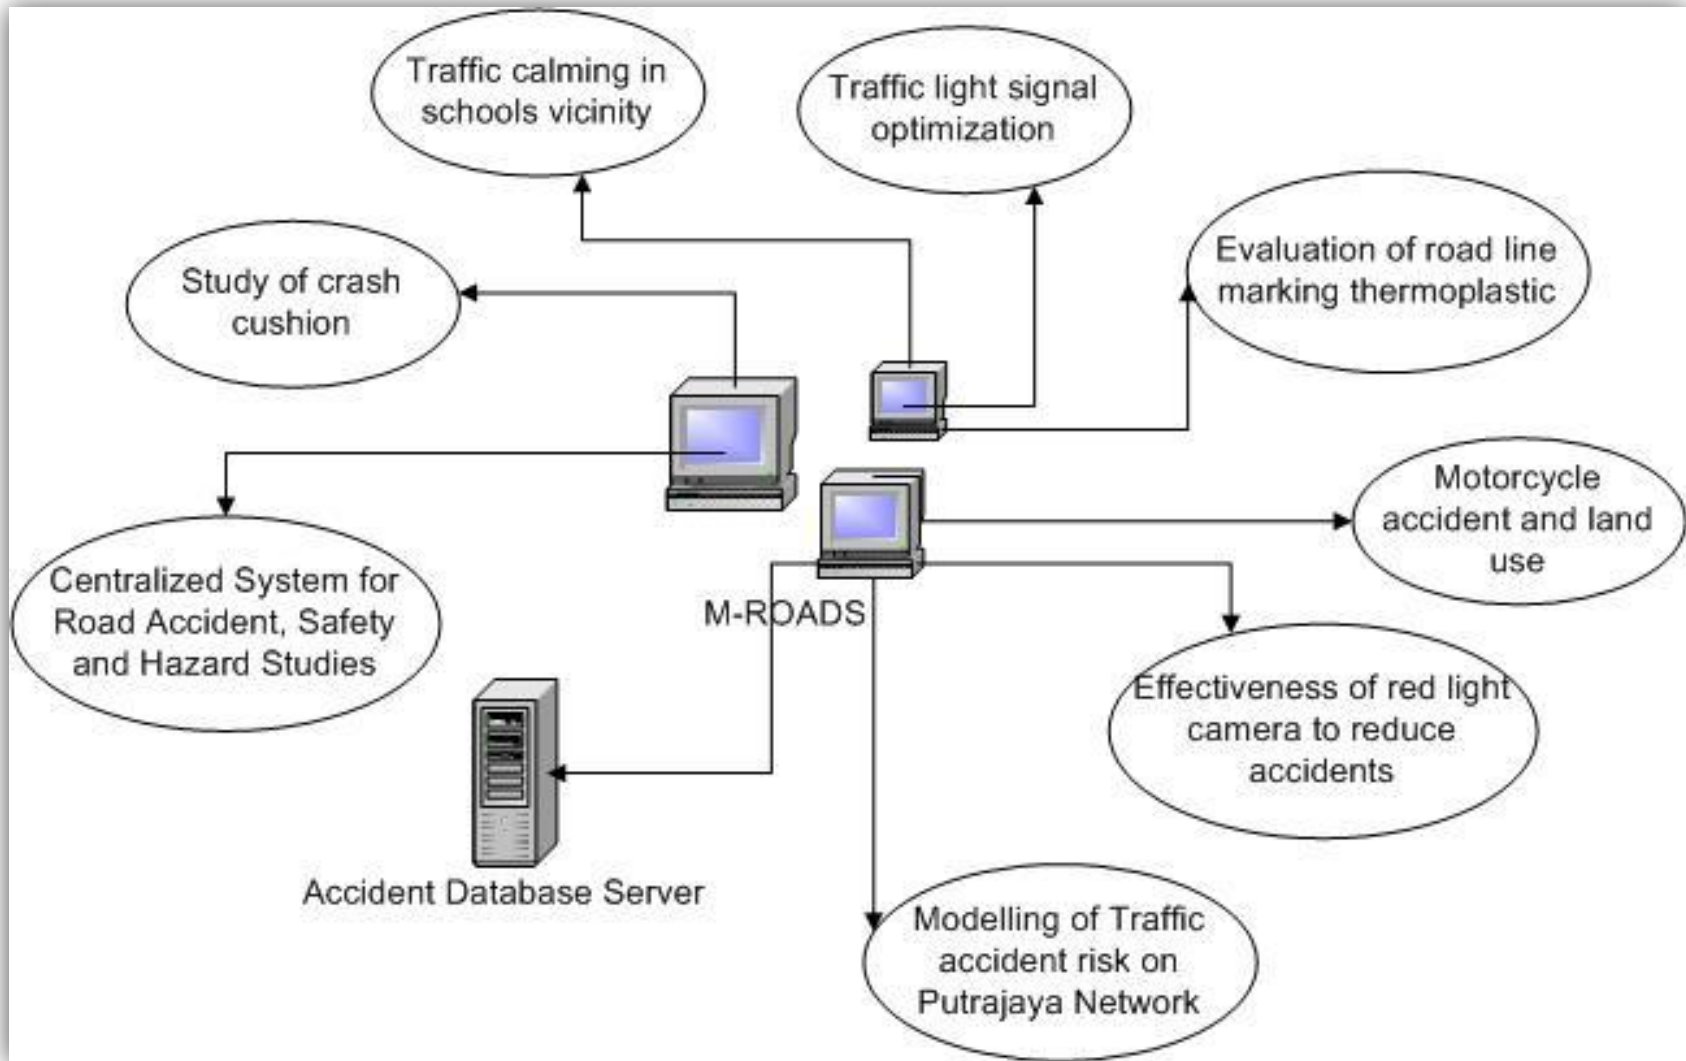 Traffic calming in
schools vicinity
Traffic light signal
optimization
Evaluation of road line
marking thermoplastic
Study of crash
cushion
Motorcycle
accident and land
use
Centralized System for
Road Accident, Safety
and Hazard Studies
M-ROADS
Effectiveness of red light
camera to reduce
accidents
Accident Database Server
Modelling of Traffic
accident risk on
Putrajaya Network